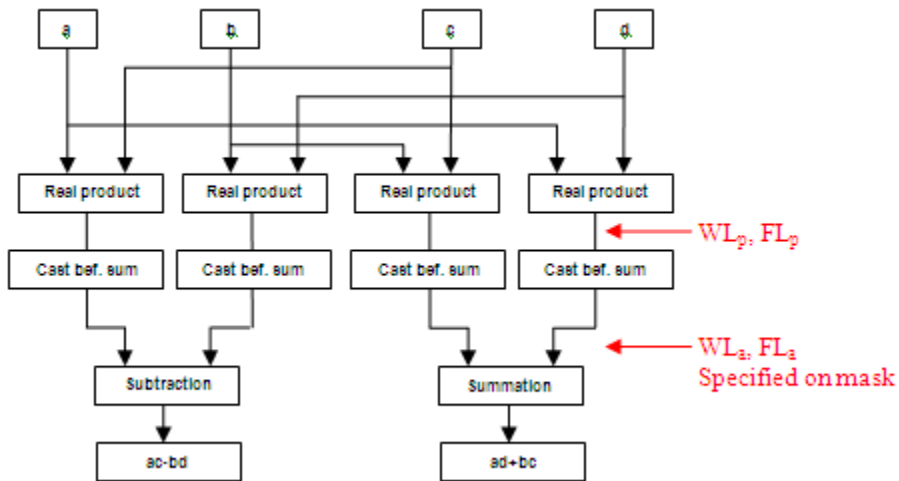 a
b
c
d
Real product
Real product
Real product
Real product
WLp, FLp
Cast bef. sum
Cast bef. sum
Cast bef. sum
Cast bef. sum
WLa, FLa
Specified on mask
Subtraction
Summation
ac-bd
ad+bc